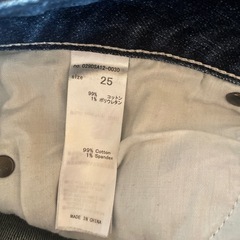 SIZE 25
99% コットン
1% ポリウレタン
99% Cotton
1% Spandex
MADE IN CHINA